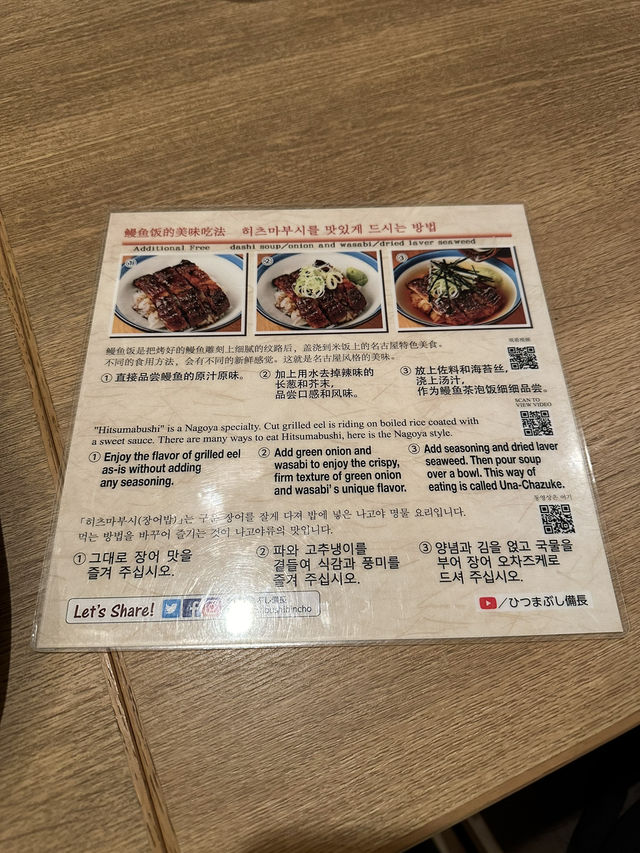 鳗鱼饭的美味吃法 히츠마부시를 맛있게 드시는 방법
Additional Free dashi soup/onion and wasabi/dried laver seaweed
①
②
③
鳗鱼饭是把烤好的鳗鱼雕刻上细腻的纹路后，盖浇到米饭上的名古屋特色美食。
不同的食用方法，会有不同的新鲜感觉。这就是名古屋风格的美味。
① 直接品尝鳗鱼的原汁原味。
② 加上用水去掉辣味的
长葱和芥末，
品尝口感和风味。
③ 放上佐料和海苔丝，
浇上汤汁，
作为鳗鱼茶泡饭细细品尝。
"Hitsumabushi" is a Nagoya specialty. Cut grilled eel is riding on boiled rice coated with
a sweet sauce. There are many ways to eat Hitsumabushi, here is the Nagoya style.
SCAN TO
VIEW VIDEO
① Enjoy the flavor of grilled eel
as-is without adding
any seasoning.
② Add green onion and
wasabi to enjoy the crispy,
firm texture of green onion
and wasabi' s unique flavor.
③ Add seasoning and dried laver
seaweed. Then pour soup
over a bowl. This way of
eating is called Una-Chazuke.
동영상은 여기
「히츠마부시(장어밥)」는 구운 장어를 잘게 다져 밥에 넣은 나고야 명물 요리입니다.
먹는 방법을 바꾸어 즐기는 것이 나고야류의 맛입니다.
① 그대로 장어 맛을
즐겨 주십시오.
② 파와 고추냉이를
곁들여 식감과 풍미를
즐겨 주십시오.
③ 양념과 김을 얹고 국물을
부어 장어 오차즈케로
드셔 주십시오.
Let's Share!
ぶし備長
bushibincho
/ひつまぶし備長